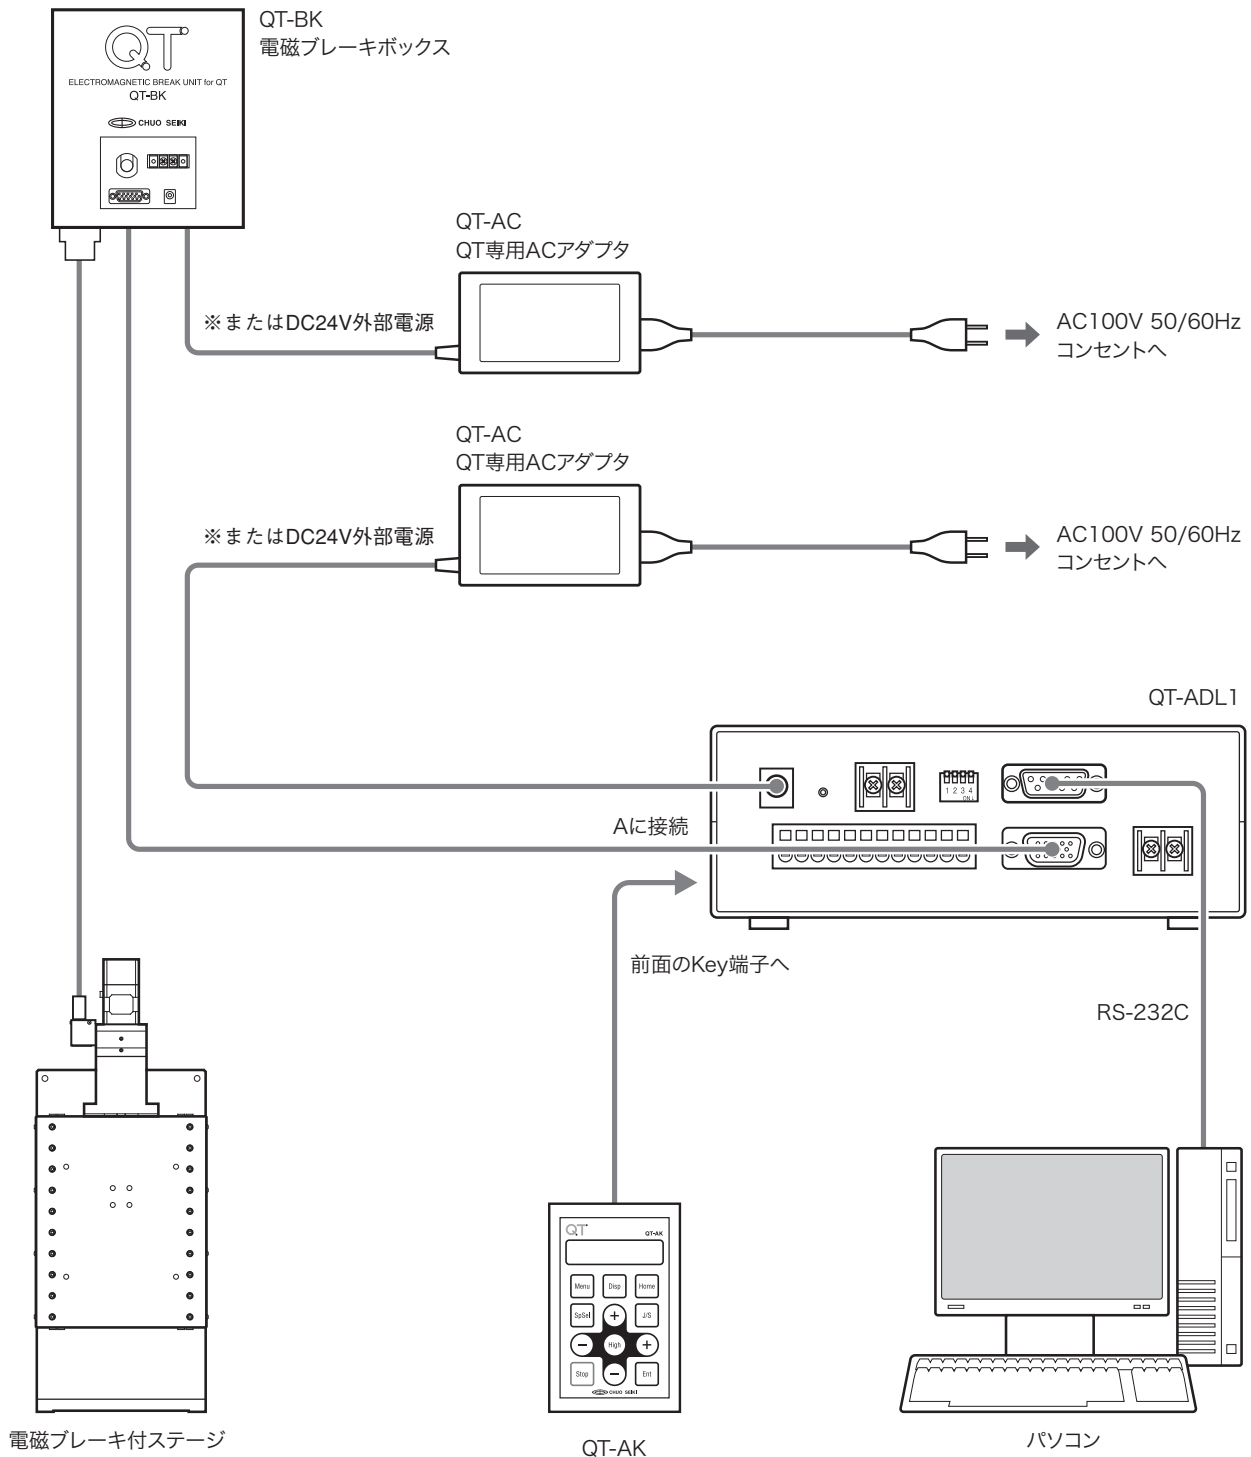 QT-BK
電磁ブレーキボックス
QT
ELECTROMAGNETIC BREAK UNIT for QT
QT-BK
CHUO SEIKI
QT-AC
QT専用ACアダプタ
※またはDC24V外部電源
AC100V 50/60Hz
コンセントへ
QT-AC
QT専用ACアダプタ
※またはDC24V外部電源
AC100V 50/60Hz
コンセントへ
QT-ADL1
1 2 3 4
ON↓
Aに接続
前面のKey端子へ
RS-232C
QT
QT-AK
Menu Disp Home
SpSel + J/S
− High +
Stop − Ent
CHUO SEIKI
電磁ブレーキ付ステージ
QT-AK
パソコン